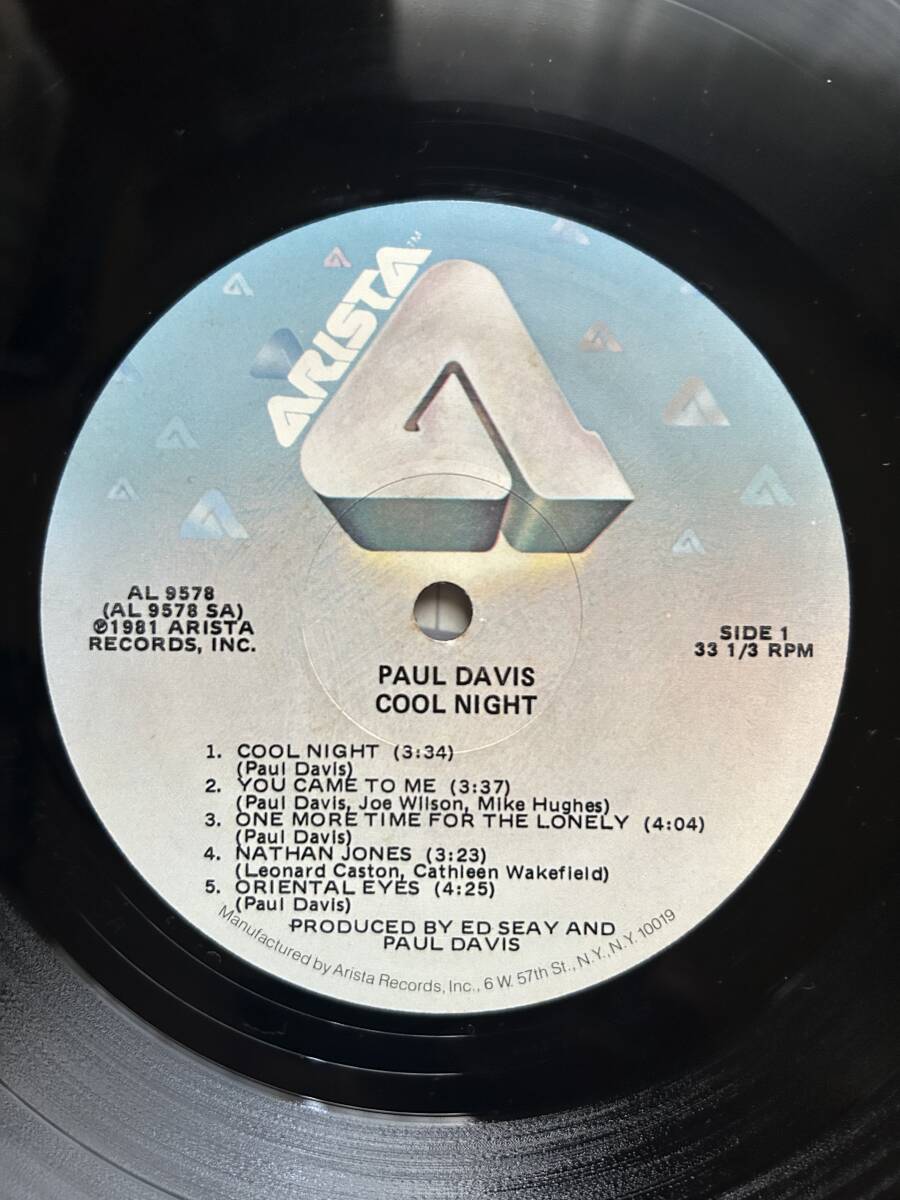 ARISTA™
AL 9578
(AL 9578 SA)
℗1981 ARISTA
RECORDS, INC.
SIDE 1
33 1/3 RPM
PAUL DAVIS
COOL NIGHT
1. COOL NIGHT (3:34)
(Paul Davis)
2. YOU CAME TO ME (3:37)
(Paul Davis, Joe Wilson, Mike Hughes)
3. ONE MORE TIME FOR THE LONELY (4:04)
(Paul Davis)
4. NATHAN JONES (3:23)
(Leonard Caston, Cathleen Wakefield)
5. ORIENTAL EYES (4:25)
(Paul Davis)
PRODUCED BY ED SEAY AND
PAUL DAVIS
Manufactured by Arista Records, Inc., 6 W. 57th St., N.Y., N.Y. 10019